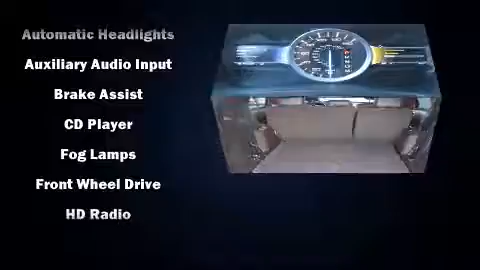 Automatic Headlights
Auxiliary Audio Input
Brake Assist
CD Player
Fog Lamps
Front Wheel Drive
HD Radio